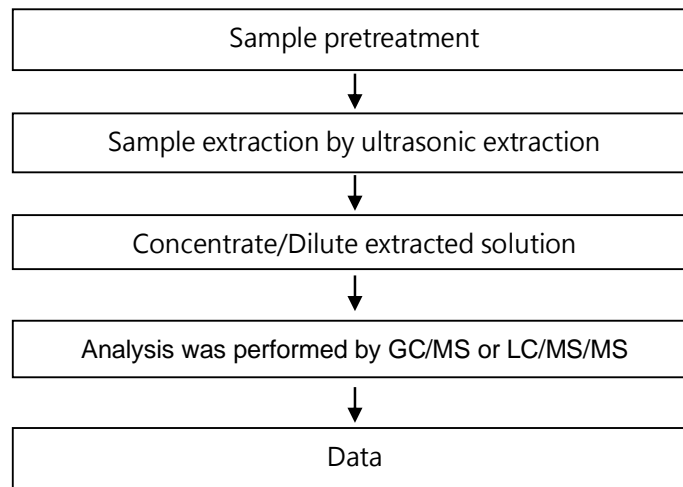 Sample pretreatment
Sample extraction by ultrasonic extraction
Concentrate/Dilute extracted solution
Analysis was performed by GC/MS or LC/MS/MS
Data